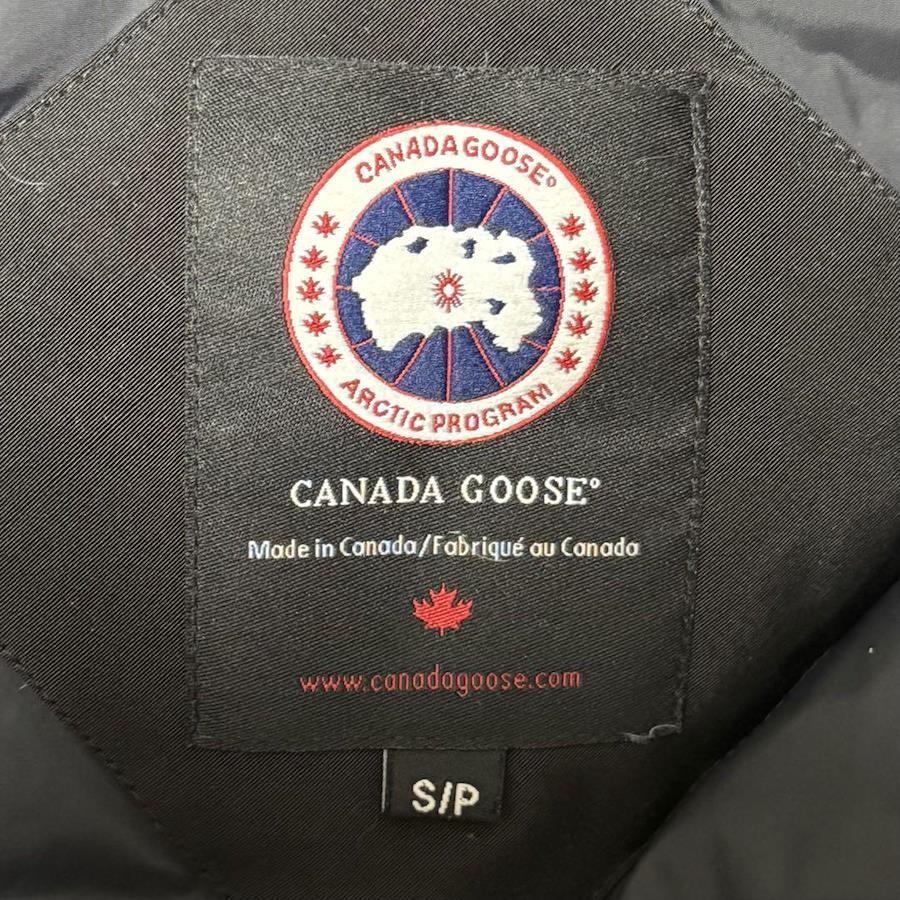 CANADA GOOSE®
ARCTIC PROGRAM
CANADA GOOSE®
Made in Canada/Fabriqué au Canada
www.canadagoose.com
S/P